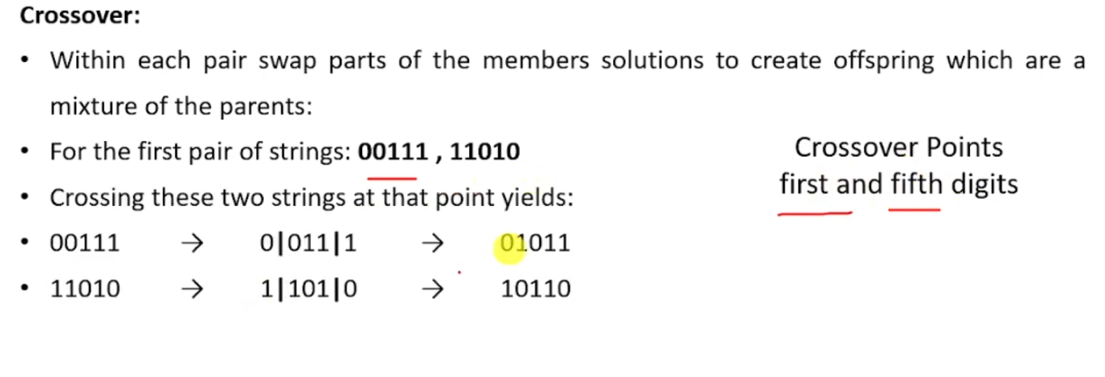 Crossover:
• Within each pair swap parts of the members solutions to create offspring which are a
mixture of the parents:
• For the first pair of strings: 00111 , 11010
Crossover Points
first and fifth digits
• Crossing these two strings at that point yields:
• 00111 → 0|011|1 → 01011
• 11010 → 1|101|0 → 10110